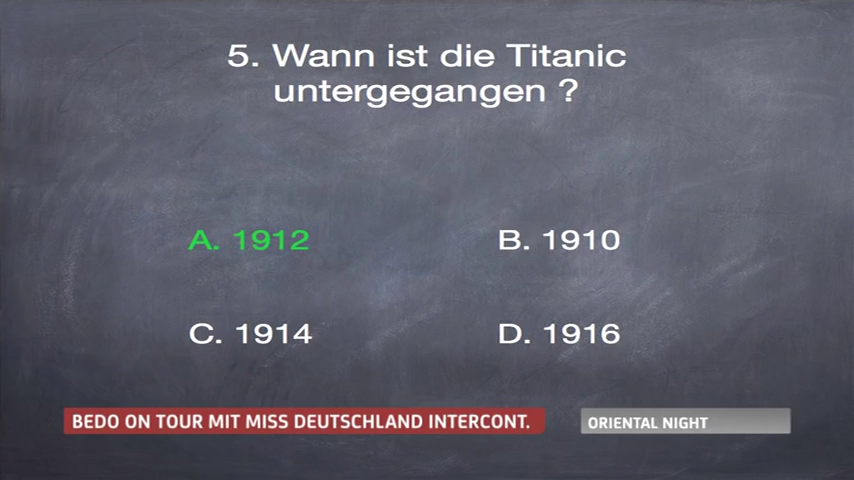 5. Wann ist die Titanic
untergegangen ?
A. 1912
B. 1910
C. 1914
D. 1916
BEDO ON TOUR MIT MISS DEUTSCHLAND INTERCONT.
ORIENTAL NIGHT